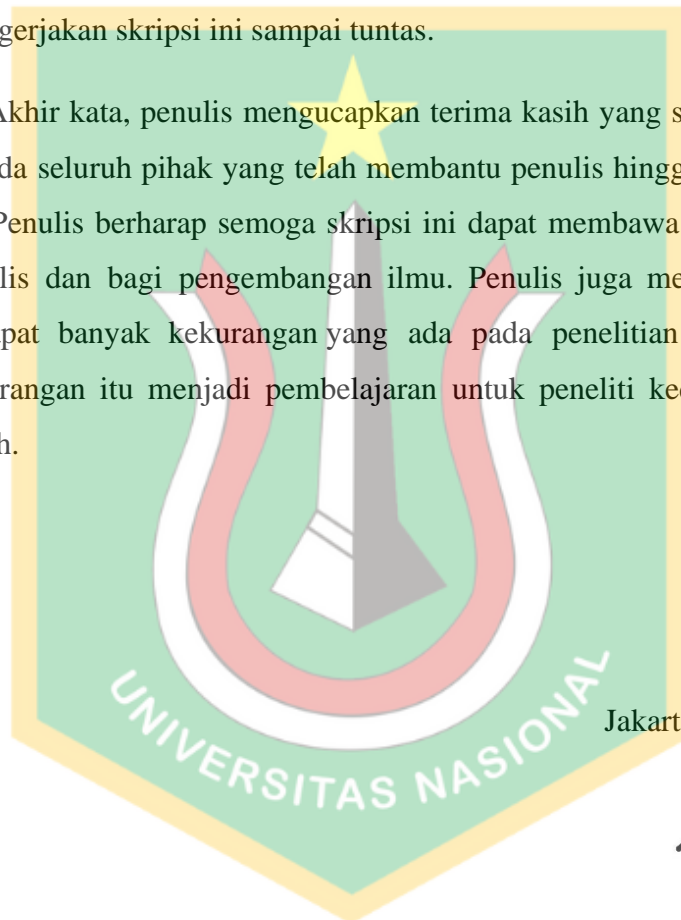 gerjakan skripsi ini sampai tuntas.
Akhir kata, penulis mengucapkan terima kasih yang s
da seluruh pihak yang telah membantu penulis hingg
Penulis berharap semoga skripsi ini dapat membawa
lis dan bagi pengembangan ilmu. Penulis juga me
pat banyak kekurangan yang ada pada penelitian
rangan itu menjadi pembelajaran untuk peneliti ke
h.
Jakart
UNIVERSITAS NASIONAL